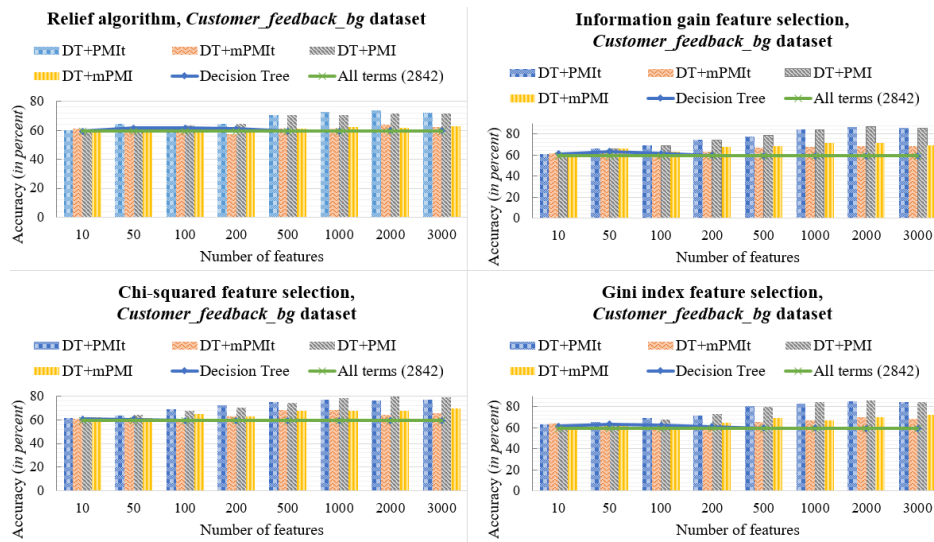 Relief algorithm, Customer_feedback_bg dataset
DT+PMIt DT+mPMIt DT+PMI
DT+mPMI Decision Tree All terms (2842)
Accuracy (in percent)
80
60
40
20
0
10 50 100 200 500 1000 2000 3000
Number of features
Information gain feature selection,
Customer_feedback_bg dataset
DT+PMIt DT+mPMIt DT+PMI
DT+mPMI Decision Tree All terms (2842)
Accuracy (in percent)
80
60
40
20
0
10 50 100 200 500 1000 2000 3000
Number of features
Chi-squared feature selection,
Customer_feedback_bg dataset
DT+PMIt DT+mPMIt DT+PMI
DT+mPMI Decision Tree All terms (2842)
Accuracy (in percent)
80
60
40
20
0
10 50 100 200 500 1000 2000 3000
Number of features
Gini index feature selection,
Customer_feedback_bg dataset
DT+PMIt DT+mPMIt DT+PMI
DT+mPMI Decision Tree All terms (2842)
Accuracy (in percent)
80
60
40
20
0
10 50 100 200 500 1000 2000 3000
Number of features